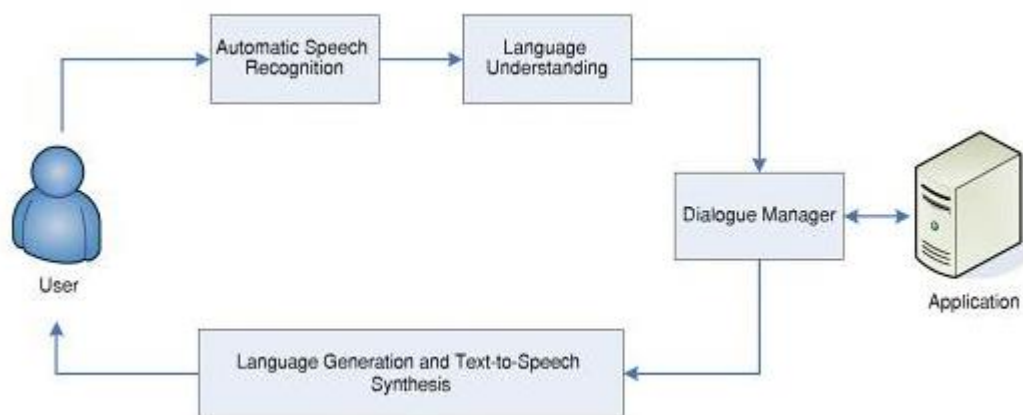 Automatic Speech
Recognition
Language
Understanding
Dialogue Manager
User
Application
Language Generation and Text-to-Speech
Synthesis